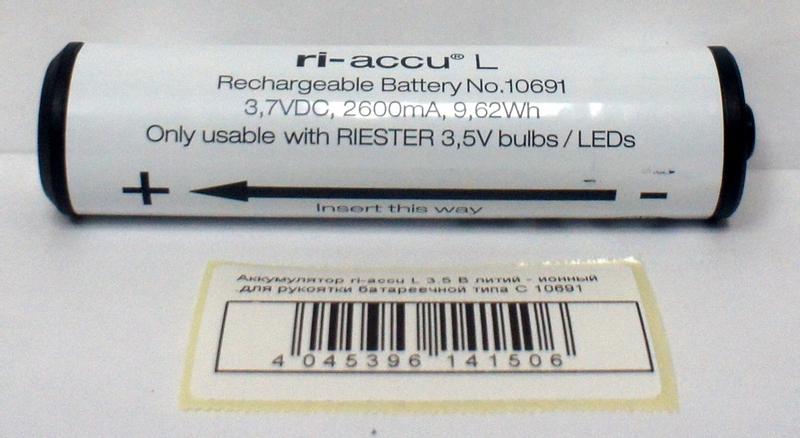 ri-accu® L
Rechargeable Battery No.10691
3,7VDC, 2600mA, 9,62Wh
Only usable with RIESTER 3,5V bulbs / LEDs
+ -
Insert this way
Аккумулятор ri-accu L 3.5 В литий - ионный
для рукоятки батареечной типа С 10691
4 045396 141506